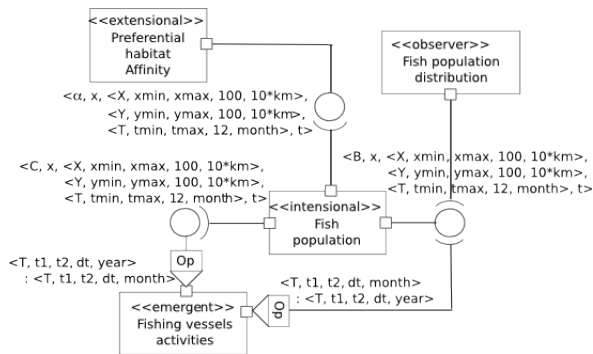 <<extensional>>
Preferential
habitat
Affinity
<<observer>>
Fish population
distribution
<α, x, <X, xmin, xmax, 100, 10*km>,
<Y, ymin, ymax, 100, 10*km>,
<T, tmin, tmax, 12, month>, t>
<C, x, <X, xmin, xmax, 100, 10*km>,
<Y, ymin, ymax, 100, 10*km>,
<T, tmin, tmax, 12, month>, t>
<B, x, <X, xmin, xmax, 100, 10*km>,
<Y, ymin, ymax, 100, 10*km>,
<T, tmin, tmax, 12, month>, t>
<<intensional>>
Fish
population
Op
<T, t1, t2, dt, year>
: <T, t1, t2, dt, month>
<T, t1, t2, dt, month>
: <T, t1, t2, dt, year>
<<emergent>>
Fishing vessels
activities
Op